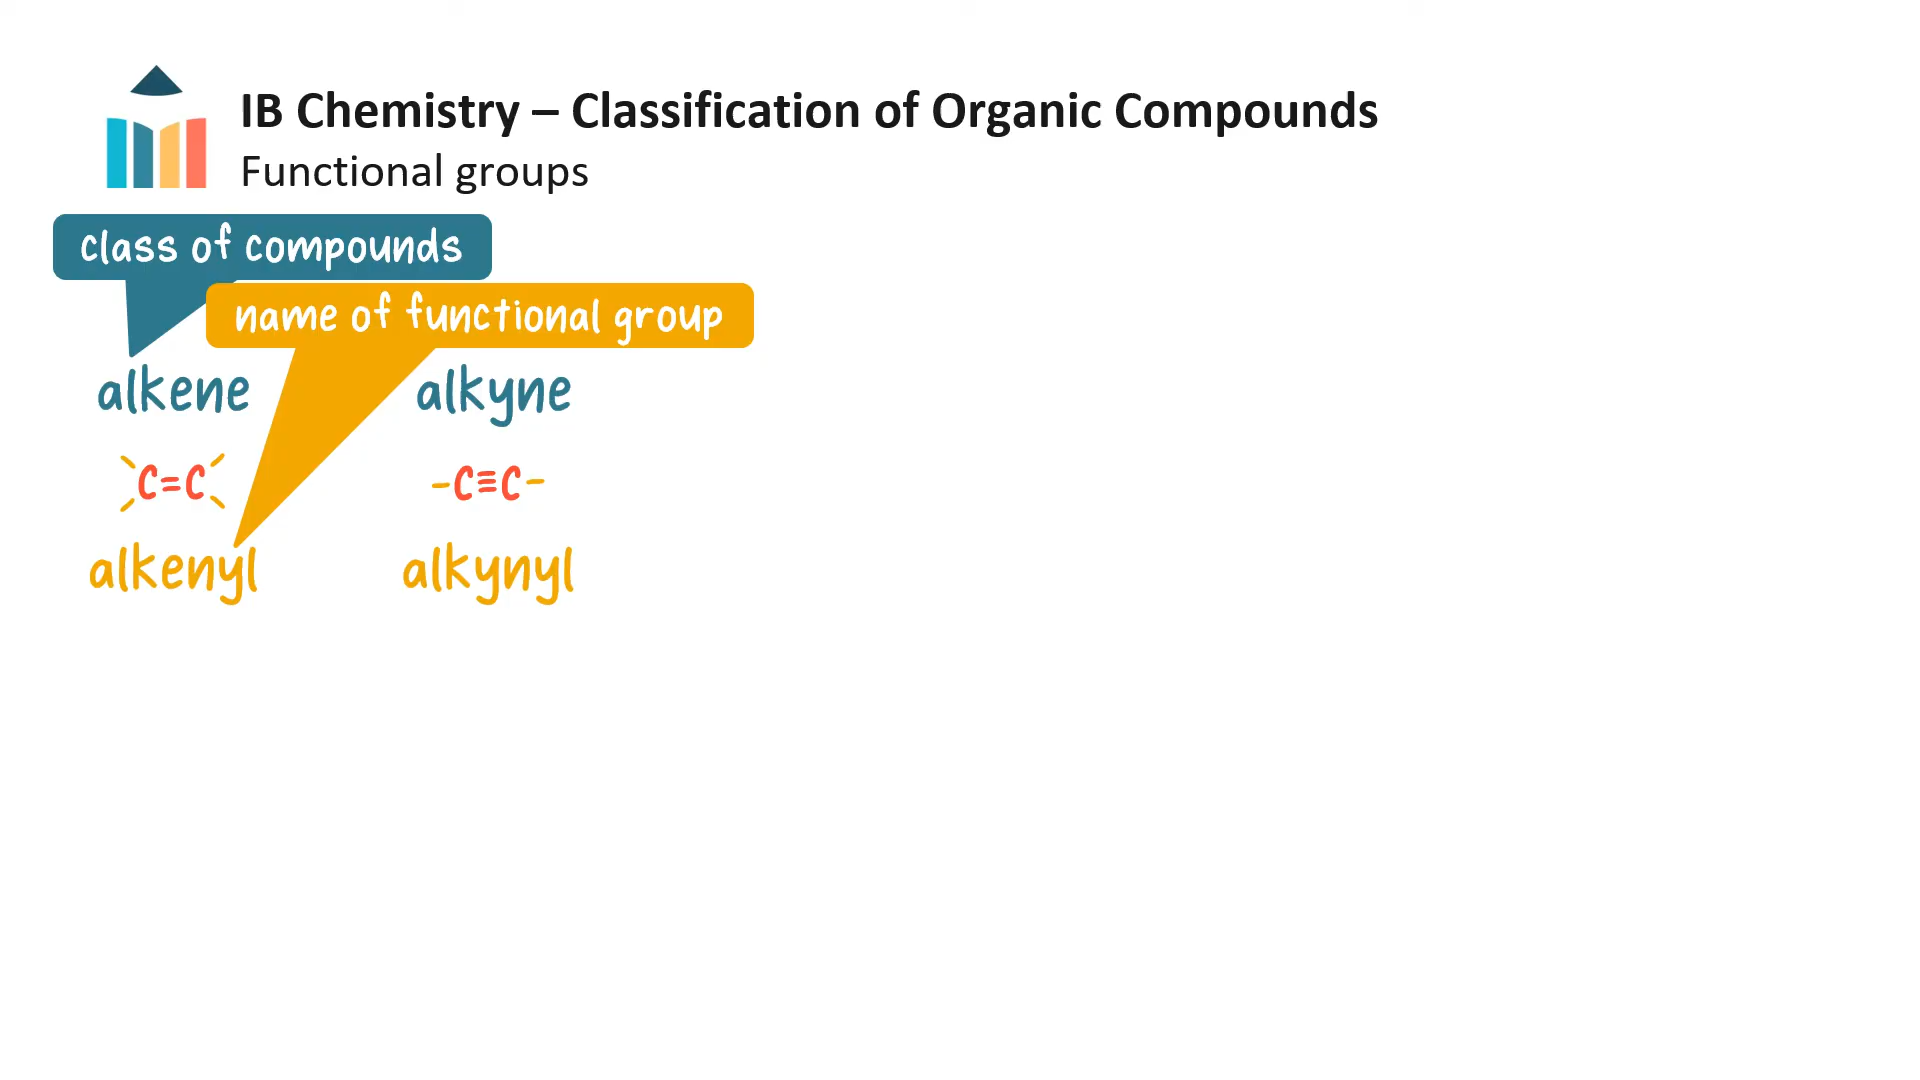 IB Chemistry – Classification of Organic Compounds
Functional groups
class of compounds
name of functional group
alkene alkyne
C=C -C≡C-
alkenyl alkynyl